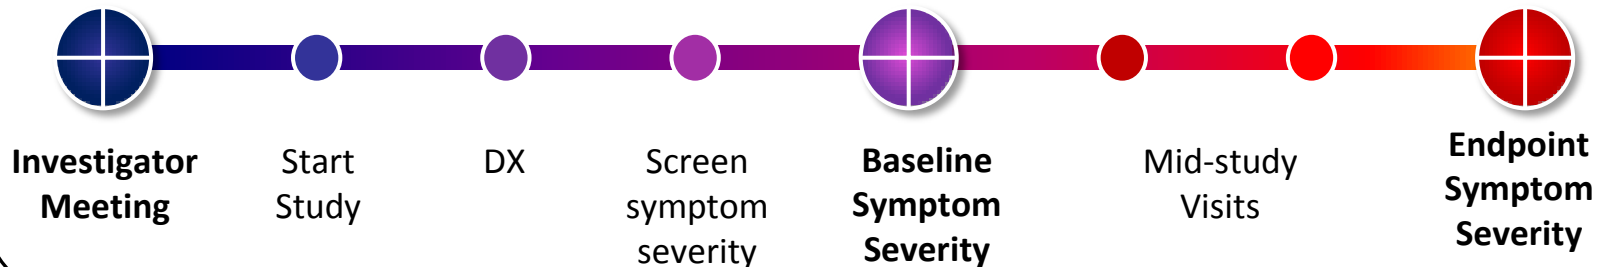 Investigator
Meeting
Start
Study
DX
Screen
symptom
severity
Baseline
Symptom
Severity
Mid-study
Visits
Endpoint
Symptom
Severity